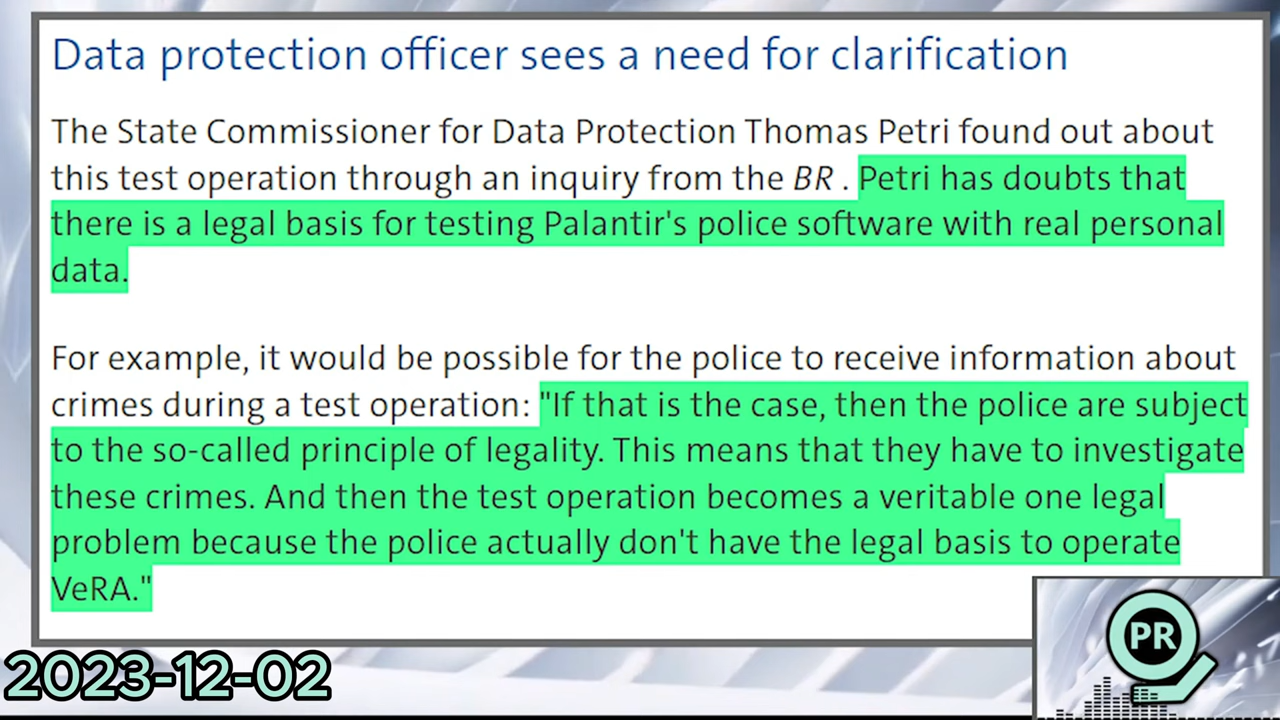 Data protection officer sees a need for clarification
The State Commissioner for Data Protection Thomas Petri found out about
this test operation through an inquiry from the BR . Petri has doubts that
there is a legal basis for testing Palantir's police software with real personal
data.
For example, it would be possible for the police to receive information about
crimes during a test operation: "If that is the case, then the police are subject
to the so-called principle of legality. This means that they have to investigate
these crimes. And then the test operation becomes a veritable one legal
problem because the police actually don't have the legal basis to operate
VeRA."
PR
2023-12-02